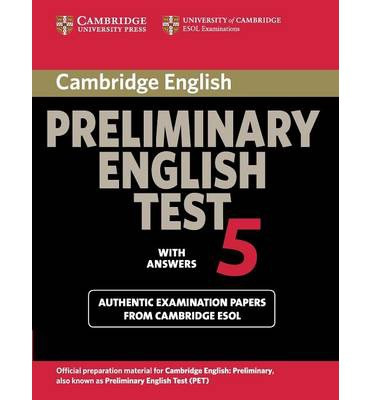 CAMBRIDGE
UNIVERSITY PRESS
UNIVERSITY of CAMBRIDGE
ESOL Examinations
Cambridge English
PRELIMINARY
ENGLISH
TEST 5
WITH
ANSWERS
AUTHENTIC EXAMINATION PAPERS
FROM CAMBRIDGE ESOL
Official preparation material for Cambridge English: Preliminary,
also known as Preliminary English Test (PET)